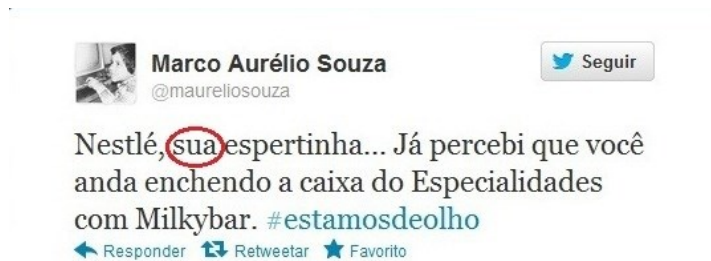 Marco Aurélio Souza
@maureliosouza
Seguir
Nestlé, sua espertinha... Já percebi que você
anda enchendo a caixa do Especialidades
com Milkybar. #estamosdeolho
Responder Retweetar Favorito